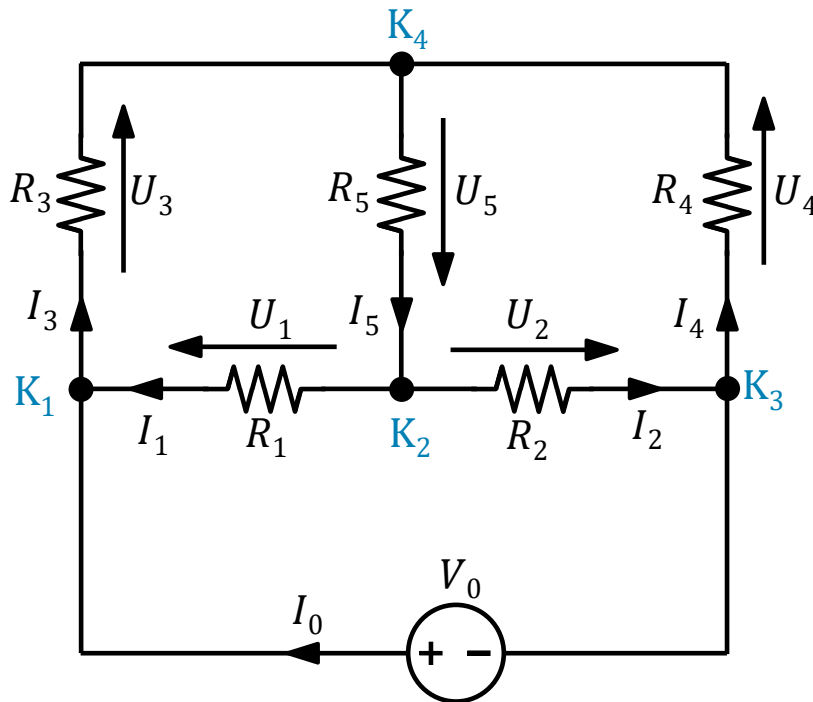 K₄
R₃ U₃ R₅ U₅ R₄ U₄
I₃ U₁ I₅ U₂ I₄
K₁ I₁ R₁ K₂ R₂ I₂ K₃
V₀
I₀
+ -